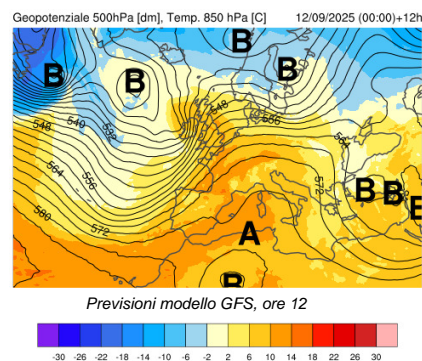 Geopotenziale 500hPa [dm], Temp. 850 hPa [C] 12/09/2025 (00:00)+12h
B
B B
B
548 548
540
532 556
564 564
556
572
B B B
580
572
A
B
Previsioni modello GFS, ore 12
-30 -26 -22 -18 -14 -10 -6 -2 2 6 10 14 18 22 26 30